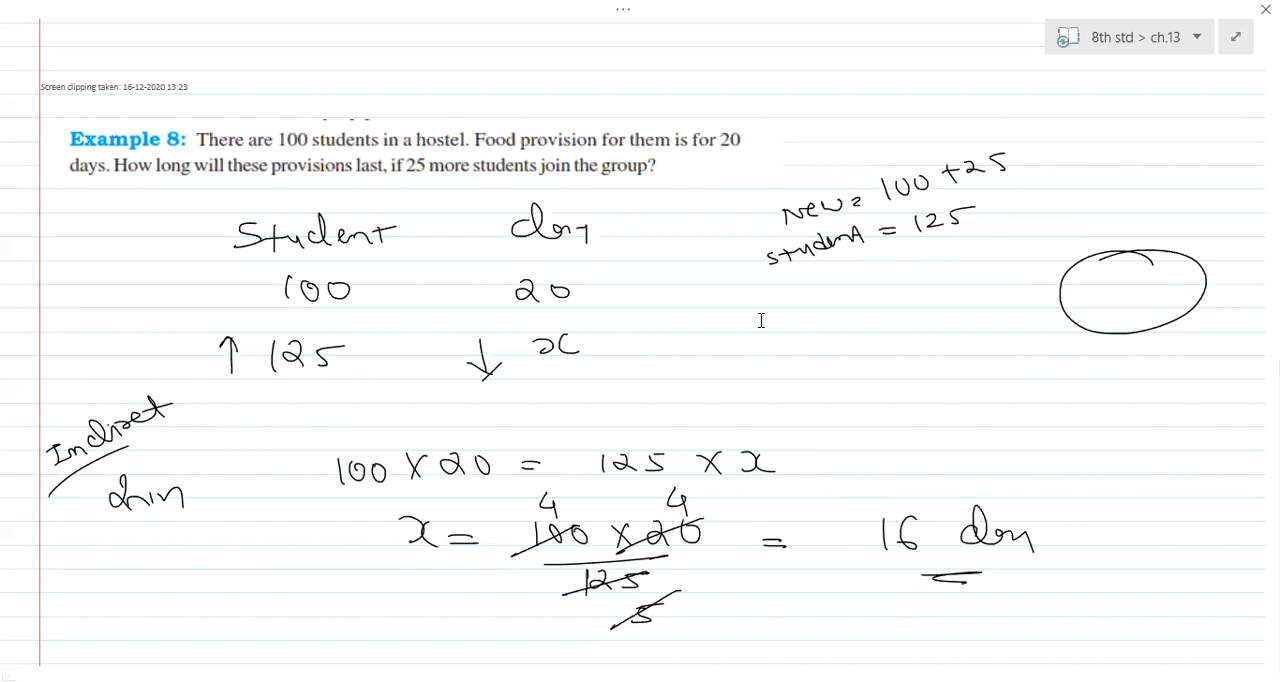 8th std > ch.13
Screen clipping taken: 16-12-2020 13:23
Example 8: There are 100 students in a hostel. Food provision for them is for 20
days. How long will these provisions last, if 25 more students join the group?
New = 100 + 25
student = 125
Student day
100 20
↑ 125 ↓ x
Indirect
100 × 20 = 125 × x
4 4
x = 100 × 20 = 16 day
125
5